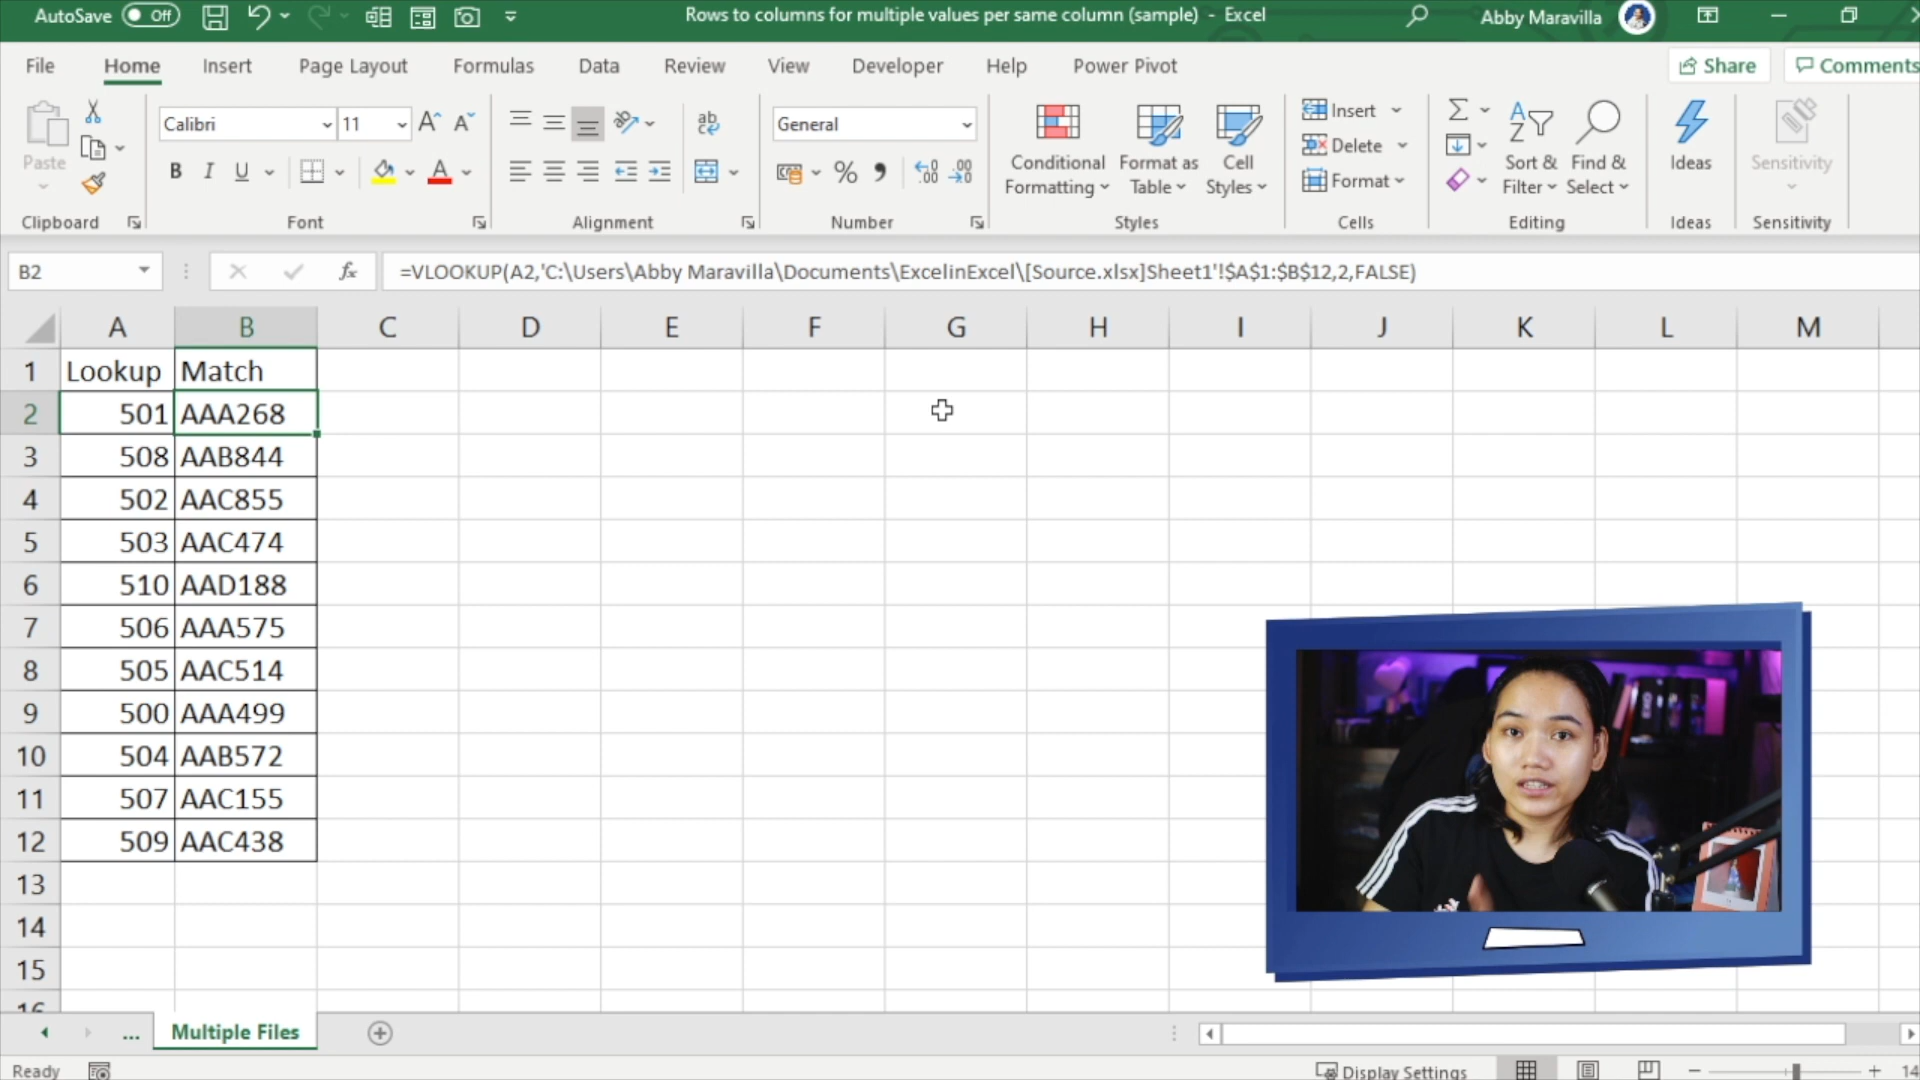 AutoSave Off Rows to columns for multiple values per same column (sample) - Excel Abby Maravilla
File Home Insert Page Layout Formulas Data Review View Developer Help Power Pivot Share Comments
Paste Calibri 11 General Conditional Formatting Format as Table Cell Styles Insert Delete Format Sort & Filter Find & Select Ideas Sensitivity
Clipboard Font Alignment Number Styles Cells Editing Ideas Sensitivity
B2 fx =VLOOKUP(A2,'C:\Users\Abby Maravilla\Documents\ExcelinExcel\[Source.xlsx]Sheet1'!$A$1:$B$12,2,FALSE)
A B C D E F G H I J K L M
1 Lookup Match
2 501 AAA268
3 508 AAB844
4 502 AAC855
5 503 AAC474
6 510 AAD188
7 506 AAA575
8 505 AAC514
9 500 AAA499
10 504 AAB572
11 507 AAC155
12 509 AAC438
13
14
15
16
... Multiple Files
Ready Display Settings